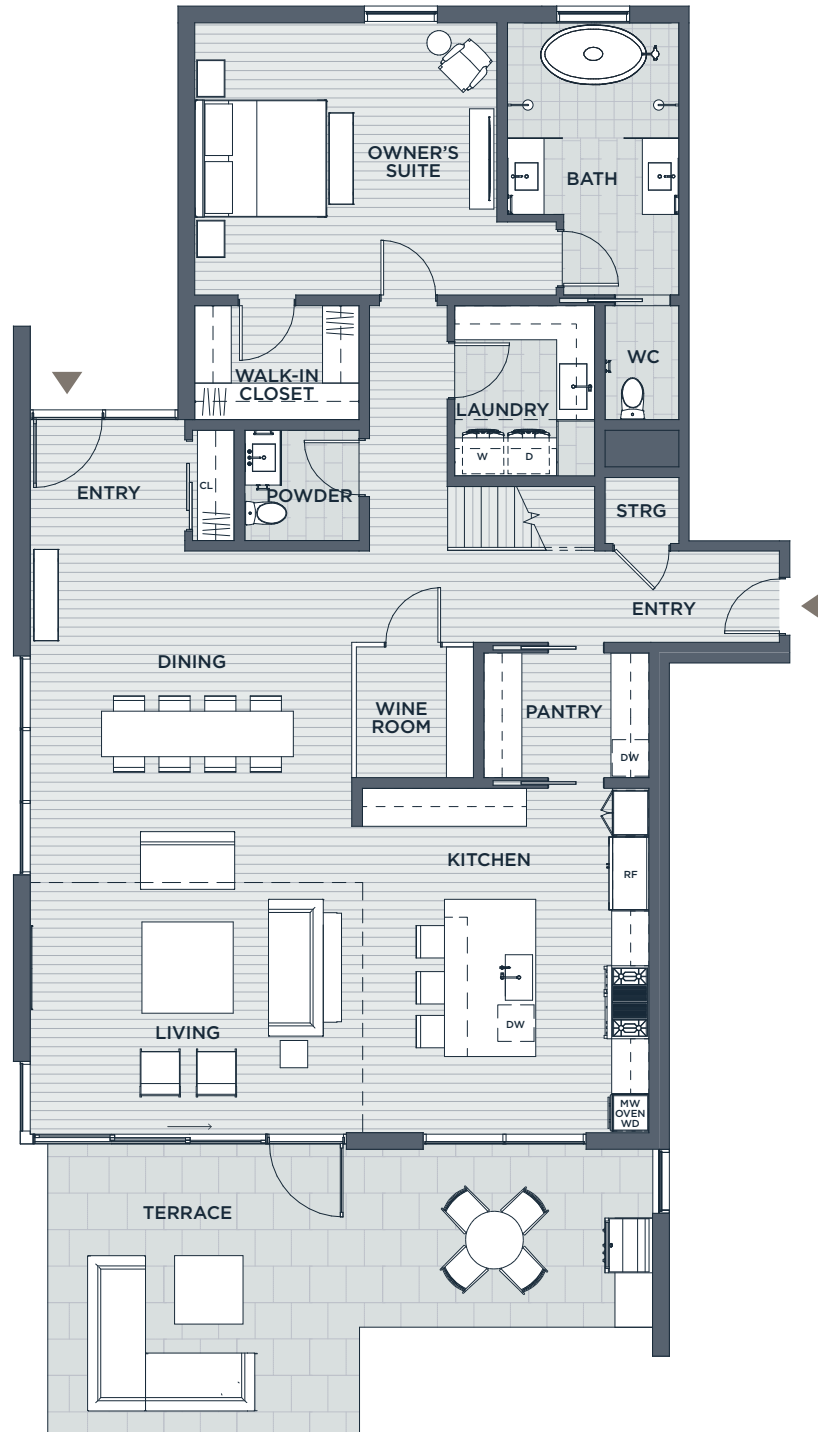 OWNER'S
SUITE
BATH
WC
WALK-IN
CLOSET
LAUNDRY
W
D
CL
ENTRY
POWDER
STRG
ENTRY
DINING
WINE
ROOM
PANTRY
DW
KITCHEN
RF
LIVING
DW
MW
OVEN
WD
TERRACE